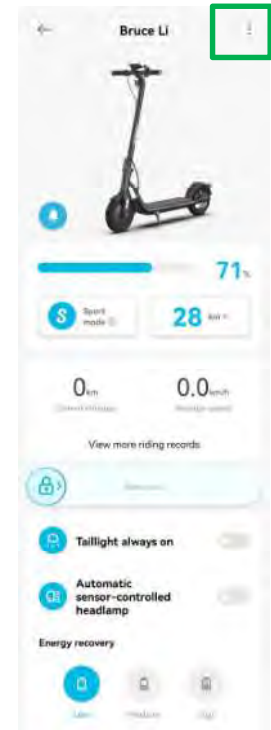 Bruce Li
71%
S
Sport
mode
28 km
0km
0.0km/h
View more riding records
Taillight always on
Automatic
sensor-controlled
headlamp
Energy recovery